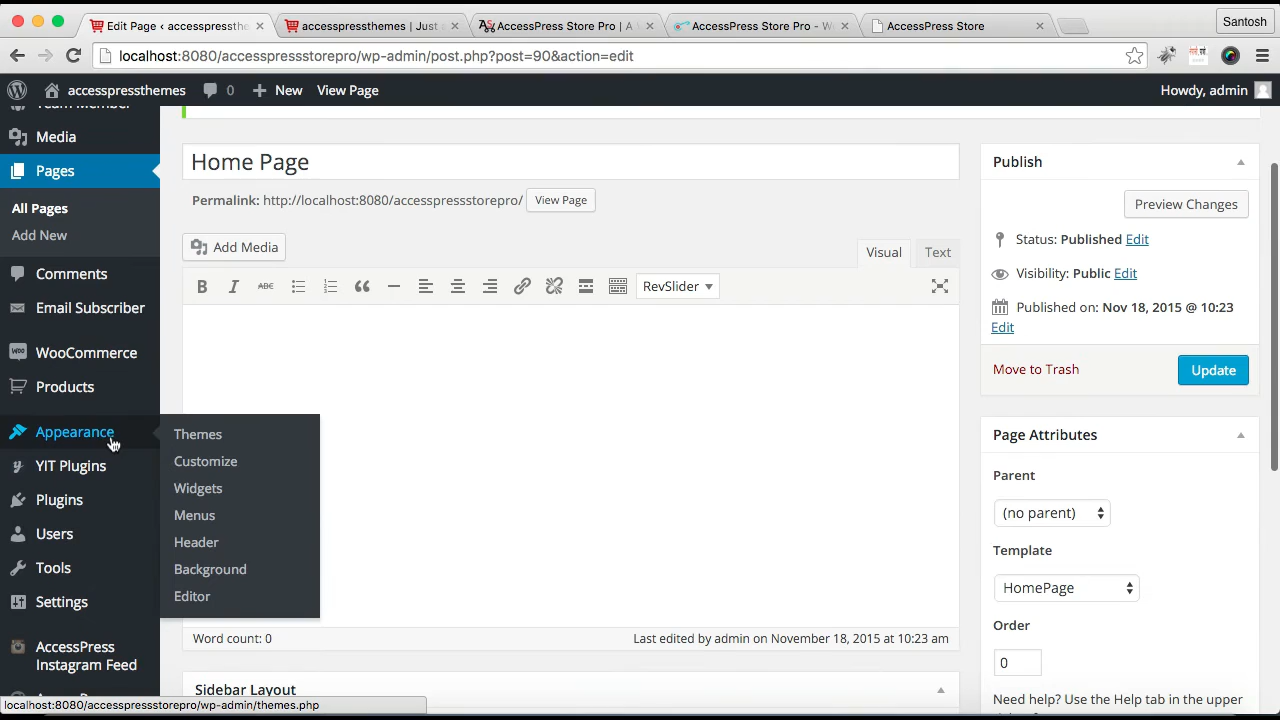 Edit Page ‹ accesspressthe
accesspressthemes | Just
AccessPress Store Pro | A
AccessPress Store Pro - W
AccessPress Store
Santosh
localhost:8080/accesspressstorepro/wp-admin/post.php?post=90&action=edit
accesspressthemes
0
New
View Page
Howdy, admin
Team Member
Media
Pages
All Pages
Add New
Comments
Email Subscriber
WooCommerce
Products
Appearance
YIT Plugins
Plugins
Users
Tools
Settings
AccessPress
Instagram Feed
Themes
Customize
Widgets
Menus
Header
Background
Editor
Home Page
Permalink: http://localhost:8080/accesspressstorepro/ View Page
Add Media
Visual
Text
B I ABC
RevSlider
Word count: 0
Last edited by admin on November 18, 2015 at 10:23 am
Sidebar Layout
Publish
Preview Changes
Status: Published Edit
Visibility: Public Edit
Published on: Nov 18, 2015 @ 10:23
Edit
Move to Trash
Update
Page Attributes
Parent
(no parent)
Template
HomePage
Order
0
Need help? Use the Help tab in the upper
localhost:8080/accesspressstorepro/wp-admin/themes.php